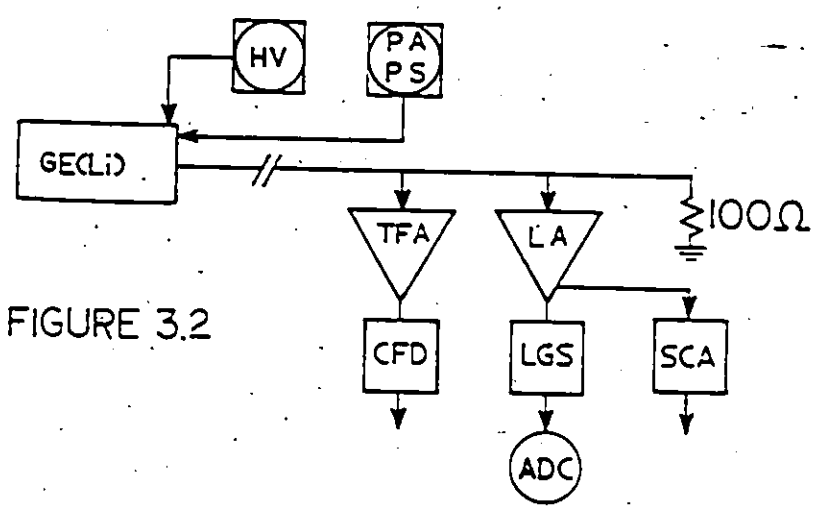 HV
PA
PS
GE(Li)
TFA
LA
100Ω
FIGURE 3.2
CFD
LGS
SCA
ADC